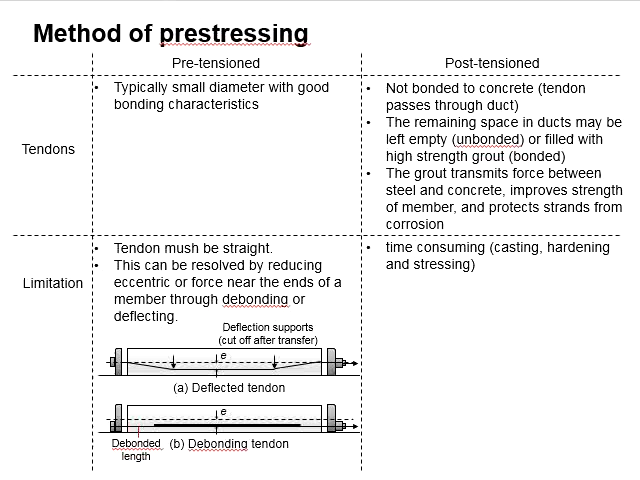 Method of prestressing
Pre-tensioned
Post-tensioned
Tendons
• Typically small diameter with good
bonding characteristics
• Not bonded to concrete (tendon
passes through duct)
• The remaining space in ducts may be
left empty (unbonded) or filled with
high strength grout (bonded)
• The grout transmits force between
steel and concrete, improves strength
of member, and protects strands from
corrosion
Limitation
• Tendon mush be straight.
• This can be resolved by reducing
eccentric or force near the ends of a
member through debonding or
deflecting.
• time consuming (casting, hardening
and stressing)
Deflection supports
(cut off after transfer)
e
(a) Deflected tendon
e
Debonded
length
(b) Debonding tendon